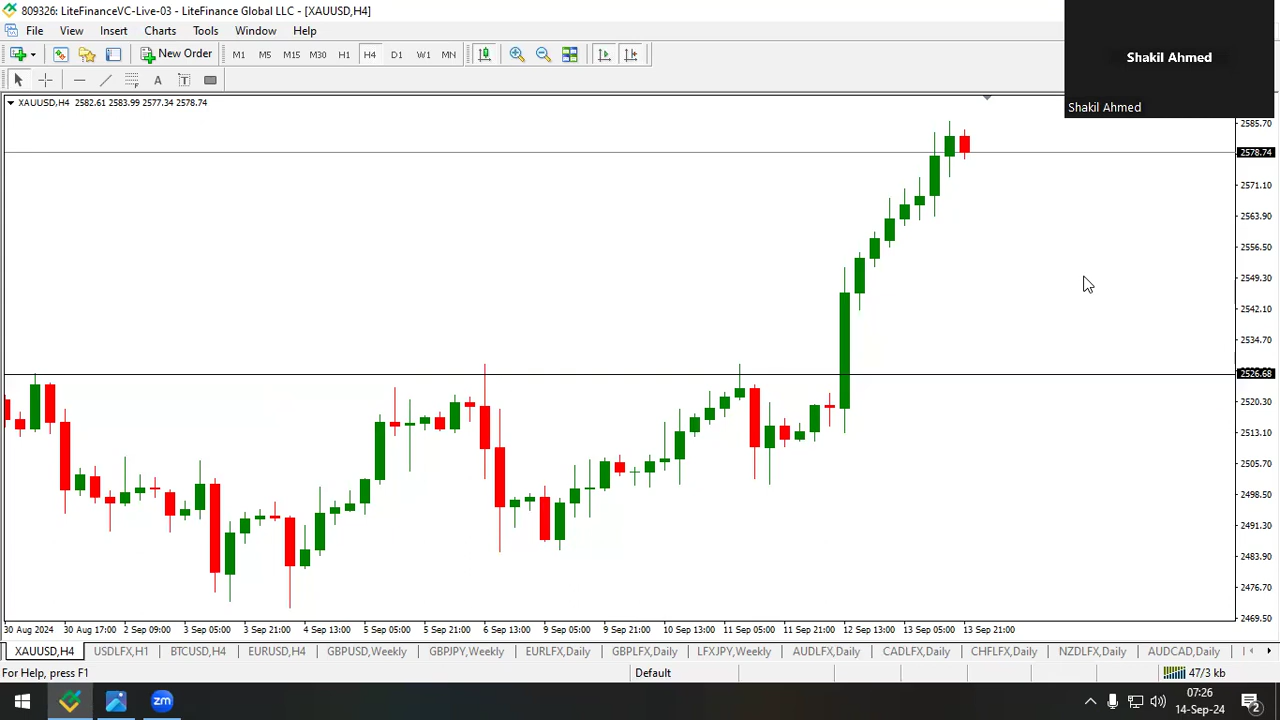 809326: LiteFinanceVC-Live-03 - LiteFinance Global LLC - [XAUUSD,H4]
File View Insert Charts Tools Window Help
New Order M1 M5 M15 M30 H1 H4 D1 W1 MN
A T
Shakil Ahmed
Shakil Ahmed
XAUUSD,H4 2582.61 2583.99 2577.34 2578.74
2585.70
2578.74
2571.10
2563.90
2556.50
2549.30
2542.10
2534.70
2526.68
2520.30
2513.10
2505.70
2498.50
2491.30
2483.90
2476.70
2469.50
30 Aug 2024 30 Aug 17:00 2 Sep 09:00 3 Sep 05:00 3 Sep 21:00 4 Sep 13:00 5 Sep 05:00 5 Sep 21:00 6 Sep 13:00 9 Sep 05:00 9 Sep 21:00 10 Sep 13:00 11 Sep 05:00 11 Sep 21:00 12 Sep 13:00 13 Sep 05:00 13 Sep 21:00
XAUUSD,H4 USDLFX,H1 BTCUSD,H4 EURUSD,H4 GBPUSD,Weekly GBPJPY,Weekly EURLFX,Daily GBPLFX,Daily LFXJPY,Weekly AUDLFX,Daily CADLFX,Daily CHFLFX,Daily NZDLFX,Daily AUDCAD,Daily
For Help, press F1 Default 47/3 kb
zm 07:26
14-Sep-24 2